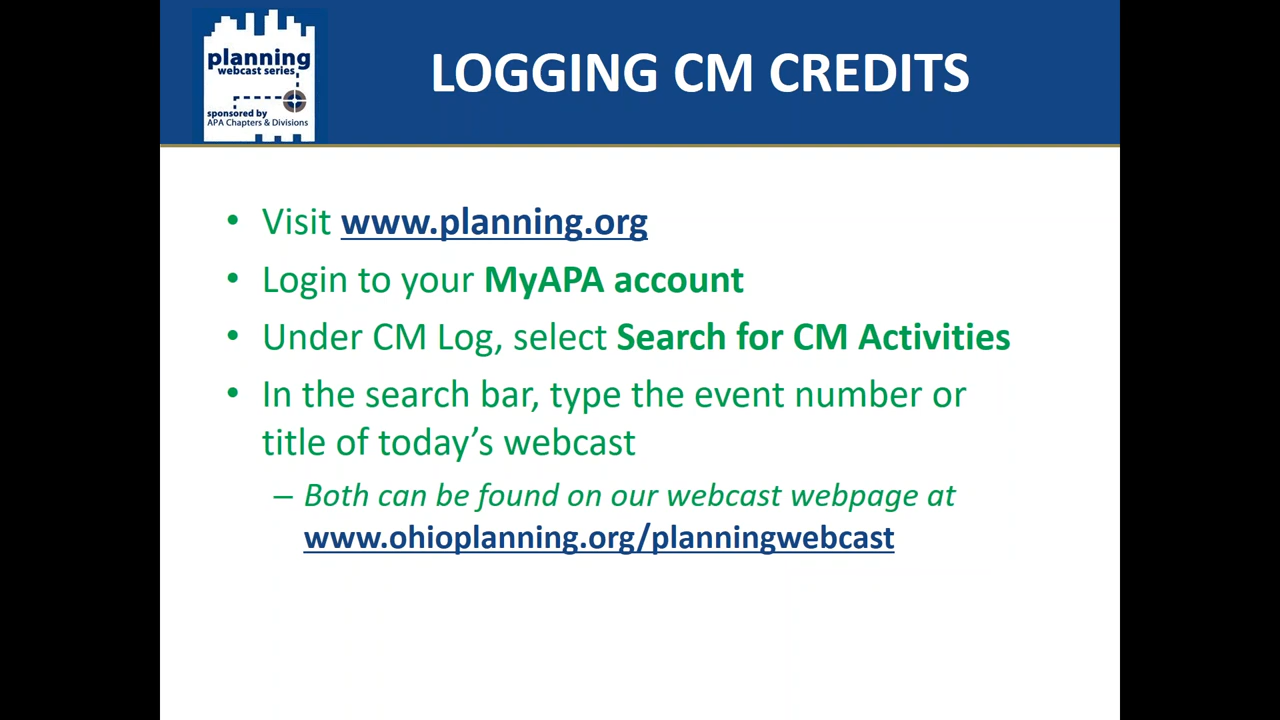 planning
webcast series
sponsored by
APA Chapters & Divisions
LOGGING CM CREDITS
• Visit www.planning.org
• Login to your MyAPA account
• Under CM Log, select Search for CM Activities
• In the search bar, type the event number or
title of today’s webcast
– Both can be found on our webcast webpage at
www.ohioplanning.org/planningwebcast